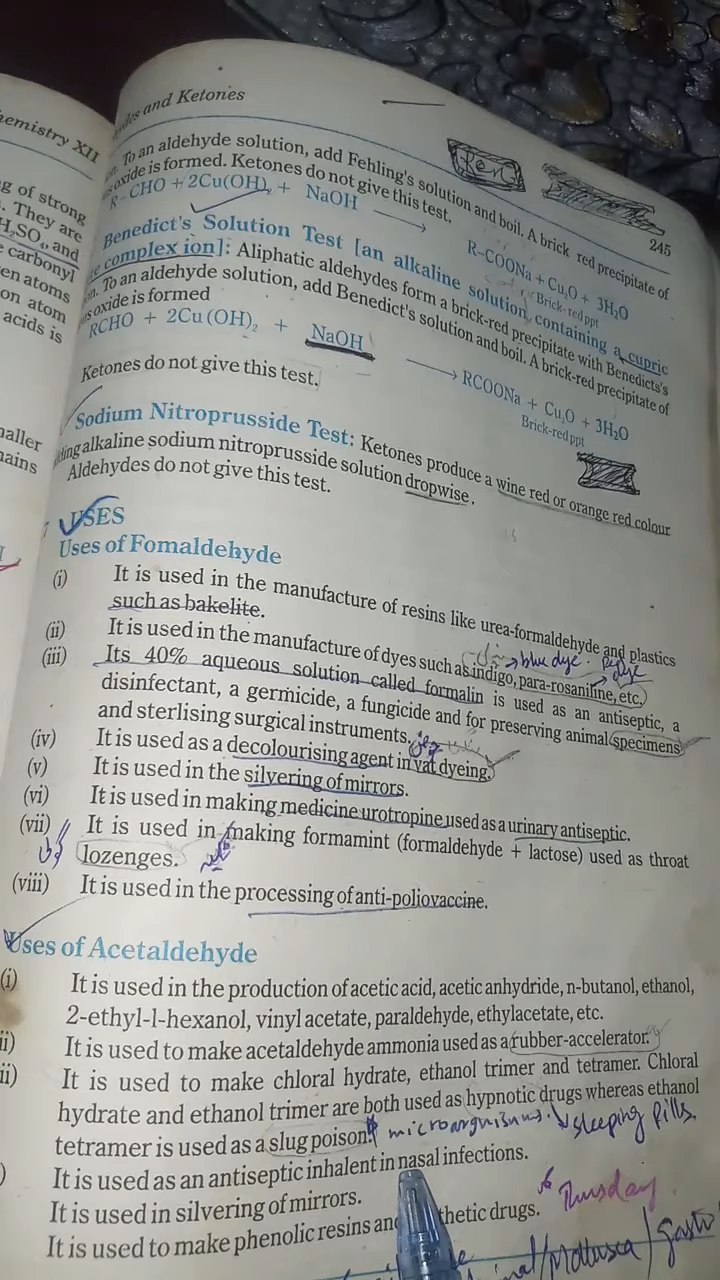 emistry XII
g of strong
. They are
H₂SO₄, and
carbonyl
en atoms
on atom
acids is
naller
nains
des and Ketones
245
Ren
To an aldehyde solution, add Fehling's solution and boil. A brick red precipitate of
oxide is formed. Ketones do not give this test.
R–CHO + 2Cu(OH)₂ + NaOH ⟶ R–COONa + Cu₂O + 3H₂O
Brick-red ppt
Benedict's Solution Test [an alkaline solution, containing a cupric
complex ion]: Aliphatic aldehydes form a brick-red precipitate with Benedicts's
To an aldehyde solution, add Benedict's solution and boil. A brick-red precipitate of
oxide is formed
RCHO + 2Cu(OH)₂ + NaOH ⟶ RCOONa + Cu₂O + 3H₂O
Brick-red ppt
Ketones do not give this test.
Sodium Nitroprusside Test: Ketones produce a wine red or orange red colour
ding alkaline sodium nitroprusside solution dropwise.
Aldehydes do not give this test.
USES
Uses of Fomaldehyde
(i) It is used in the manufacture of resins like urea-formaldehyde and plastics
such as bakelite.
(ii) It is used in the manufacture of dyes such as indigo, para-rosaniline, etc.
→ blue dye. Red dye
(iii) Its 40% aqueous solution called formalin is used as an antiseptic, a
disinfectant, a germicide, a fungicide and for preserving animal specimens
and sterlising surgical instruments.
(iv) It is used as a decolourising agent in vat dyeing.
(v) It is used in the silvering of mirrors.
(vi) It is used in making medicine urotropine used as a urinary antiseptic.
(vii) It is used in making formamint (formaldehyde + lactose) used as throat
lozenges.
(viii) It is used in the processing of anti-poliovaccine.
Uses of Acetaldehyde
(i) It is used in the production of acetic acid, acetic anhydride, n-butanol, ethanol,
2-ethyl-l-hexanol, vinyl acetate, paraldehyde, ethylacetate, etc.
ii) It is used to make acetaldehyde ammonia used as a rubber-accelerator.
ii) It is used to make chloral hydrate, ethanol trimer and tetramer. Chloral
hydrate and ethanol trimer are both used as hypnotic drugs whereas ethanol
tetramer is used as a slug poison. microarguisums. sleeping pills.
) It is used as an antiseptic inhalent in nasal infections.
It is used in silvering of mirrors.
It is used to make phenolic resins and thetic drugs. Thusday
/Mollusca/Gasto